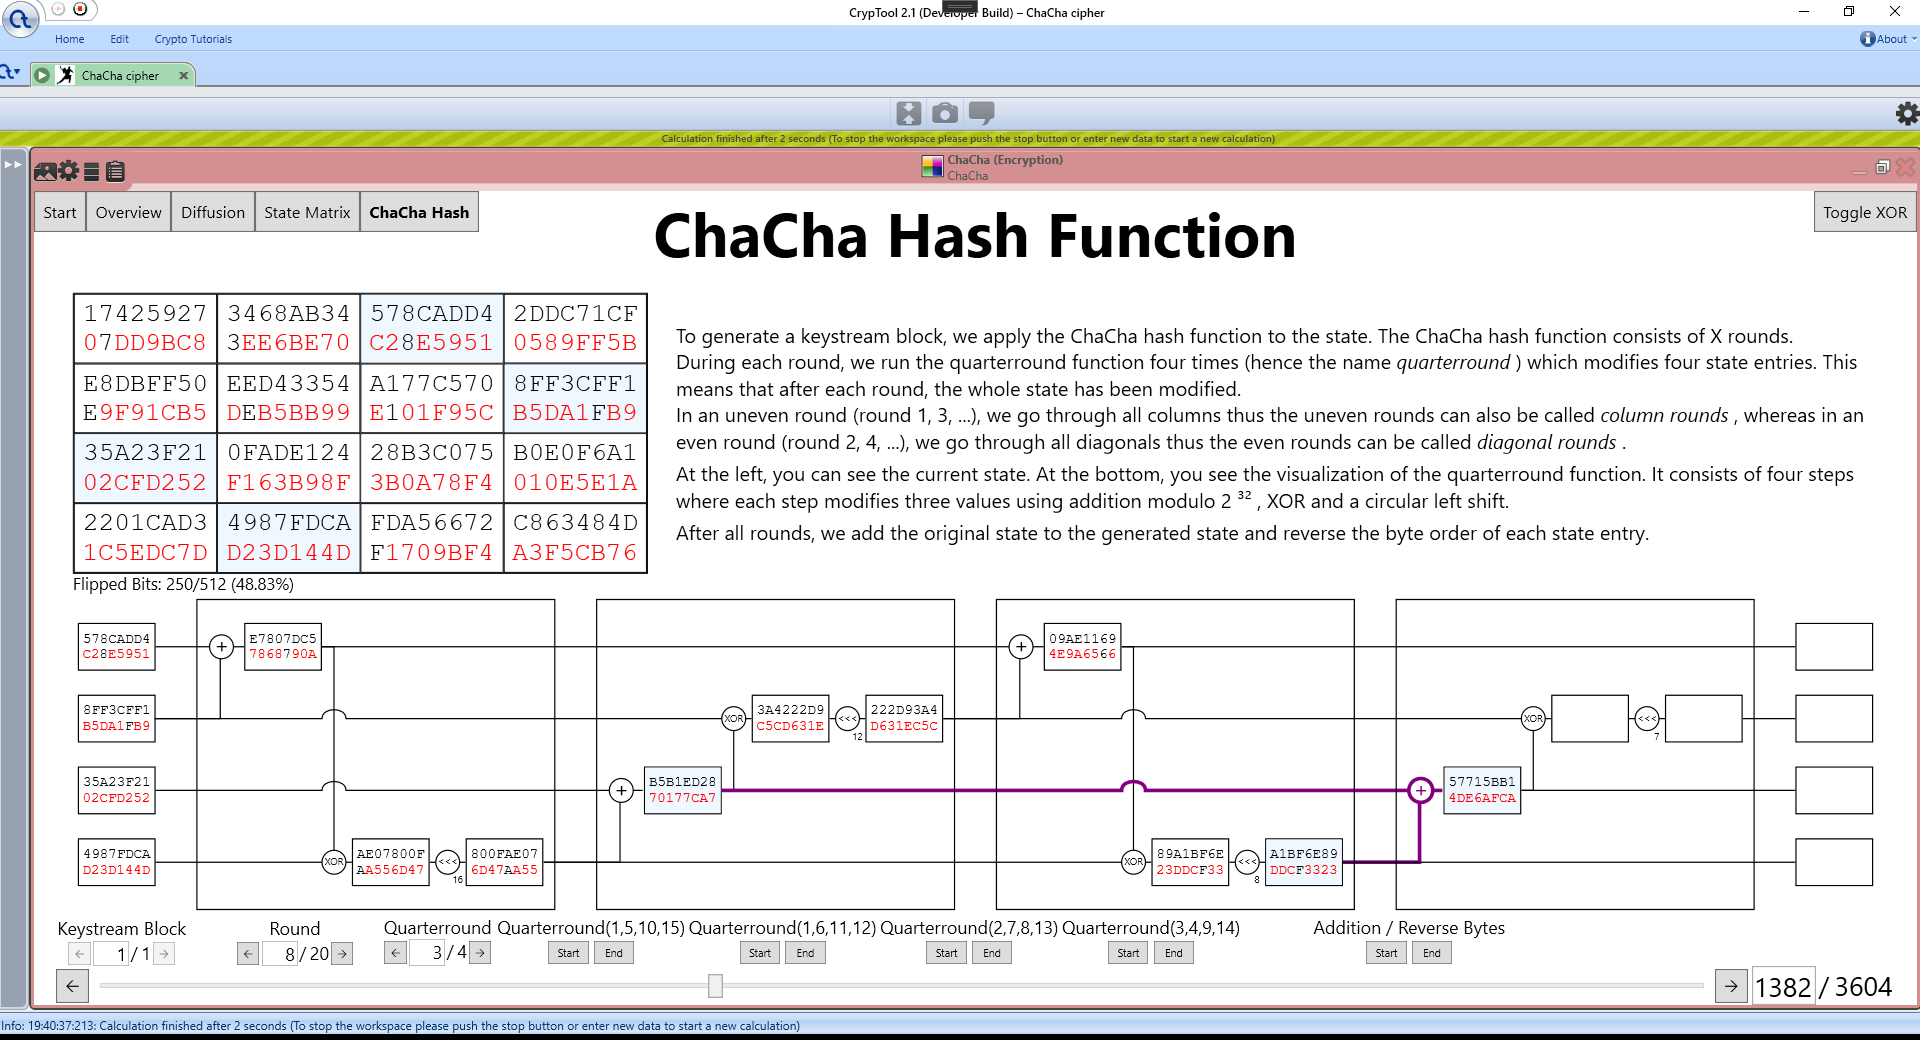 CrypTool 2.1 (Developer Build) – ChaCha cipher
Home Edit Crypto Tutorials
About
ChaCha cipher
Calculation finished after 2 seconds (To stop the workspace please push the stop button or enter new data to start a new calculation)
ChaCha (Encryption)
ChaCha
Start Overview Diffusion State Matrix ChaCha Hash
Toggle XOR
ChaCha Hash Function
17425927 3468AB34 578CADD4 2DDC71CF
07DD9BC8 3EE6BE70 C28E5951 0589FF5B
E8DBFF50 EED43354 A177C570 8FF3CFF1
E9F91CB5 DEB5BB99 E101F95C B5DA1FB9
35A23F21 0FADE124 28B3C075 B0E0F6A1
02CFD252 F163B98F 3B0A78F4 010E5E1A
2201CAD3 4987FDCA FDA56672 C863484D
1C5EDC7D D23D144D F1709BF4 A3F5CB76
Flipped Bits: 250/512 (48.83%)
To generate a keystream block, we apply the ChaCha hash function to the state. The ChaCha hash function consists of X rounds.
During each round, we run the quarterround function four times (hence the name quarterround ) which modifies four state entries. This
means that after each round, the whole state has been modified.
In an uneven round (round 1, 3, ...), we go through all columns thus the uneven rounds can also be called column rounds , whereas in an
even round (round 2, 4, ...), we go through all diagonals thus the even rounds can be called diagonal rounds .
At the left, you can see the current state. At the bottom, you see the visualization of the quarterround function. It consists of four steps
where each step modifies three values using addition modulo 2 ³² , XOR and a circular left shift.
After all rounds, we add the original state to the generated state and reverse the byte order of each state entry.
578CADD4 + E7807DC5 + 09AE1169
C28E5951 7868790A 4E9A6566
8FF3CFF1 XOR 3A4222D9 <<< 222D93A4 XOR <<<
B5DA1FB9 C5CD631E 12 D631EC5C 7
35A23F21 + B5B1ED28 + 57715BB1
02CFD252 70177CA7 4DE6AFCA
4987FDCA XOR AE07800F <<< 800FAE07 XOR 89A1BF6E <<< A1BF6E89
D23D144D AA556D47 16 6D47AA55 23DDCF33 8 DDCF3323
Keystream Block Round Quarterround Quarterround(1,5,10,15) Quarterround(1,6,11,12) Quarterround(2,7,8,13) Quarterround(3,4,9,14) Addition / Reverse Bytes
← 1 / 1 → ← 8 / 20 → ← 3 / 4 → Start End Start End Start End Start End Start End
← → 1382 / 3604
Info: 19:40:37:213: Calculation finished after 2 seconds (To stop the workspace please push the stop button or enter new data to start a new calculation)